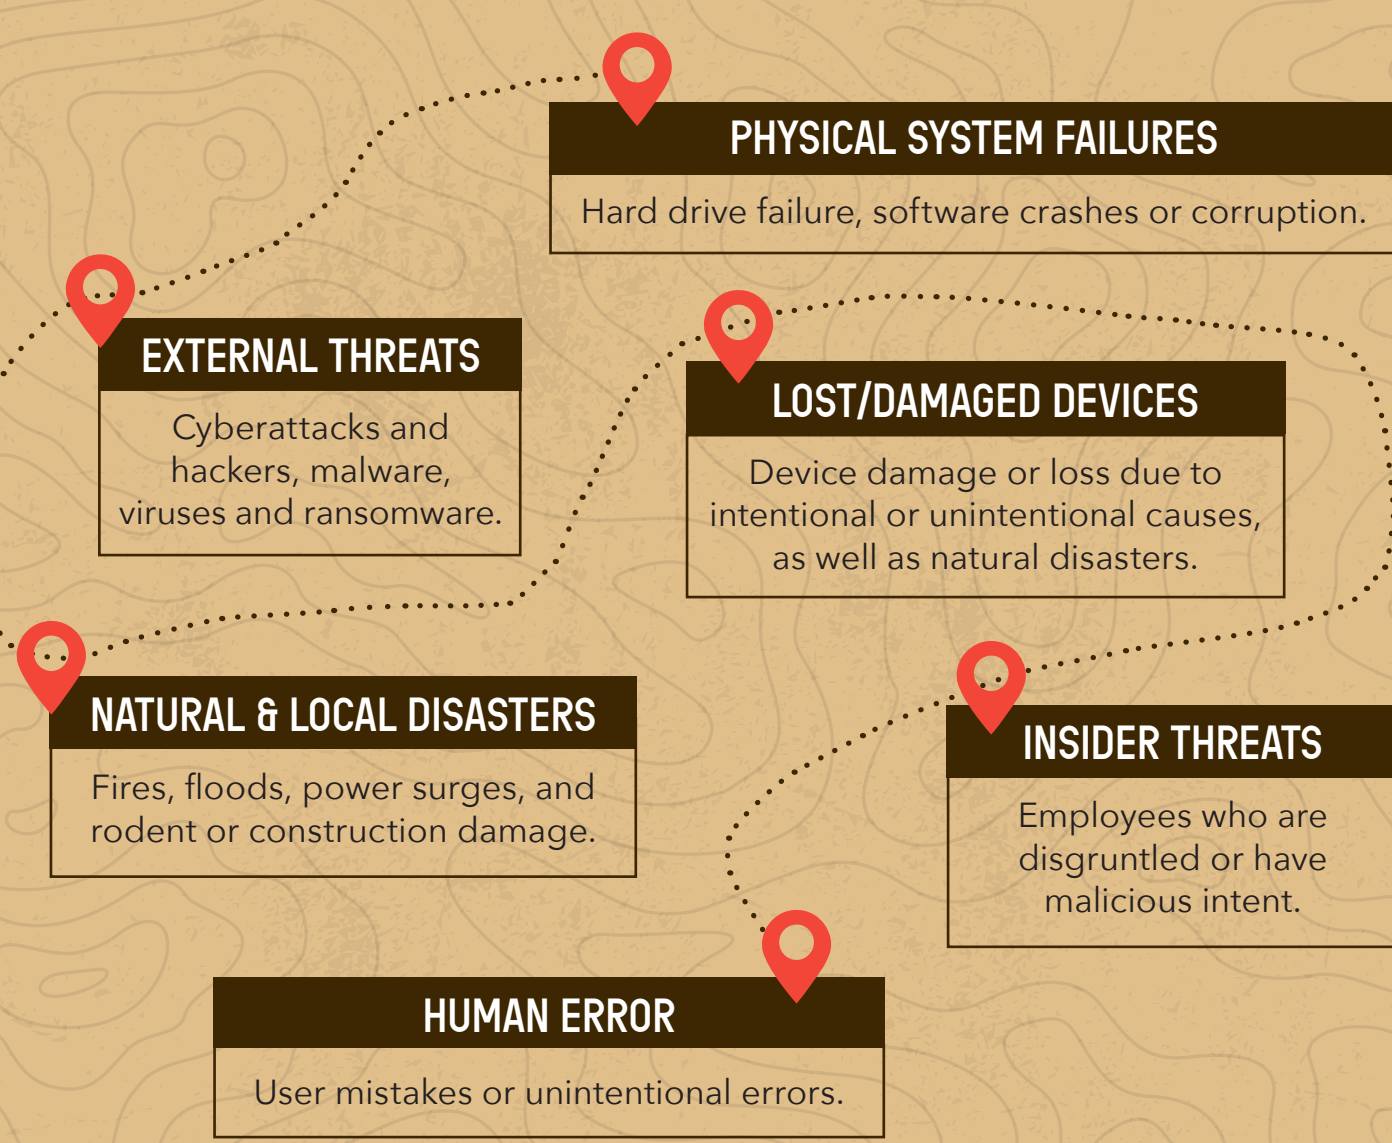 PHYSICAL SYSTEM FAILURES
Hard drive failure, software crashes or corruption.
EXTERNAL THREATS
Cyberattacks and
hackers, malware,
viruses and ransomware.
LOST/DAMAGED DEVICES
Device damage or loss due to
intentional or unintentional causes,
as well as natural disasters.
NATURAL & LOCAL DISASTERS
Fires, floods, power surges, and
rodent or construction damage.
INSIDER THREATS
Employees who are
disgruntled or have
malicious intent.
HUMAN ERROR
User mistakes or unintentional errors.